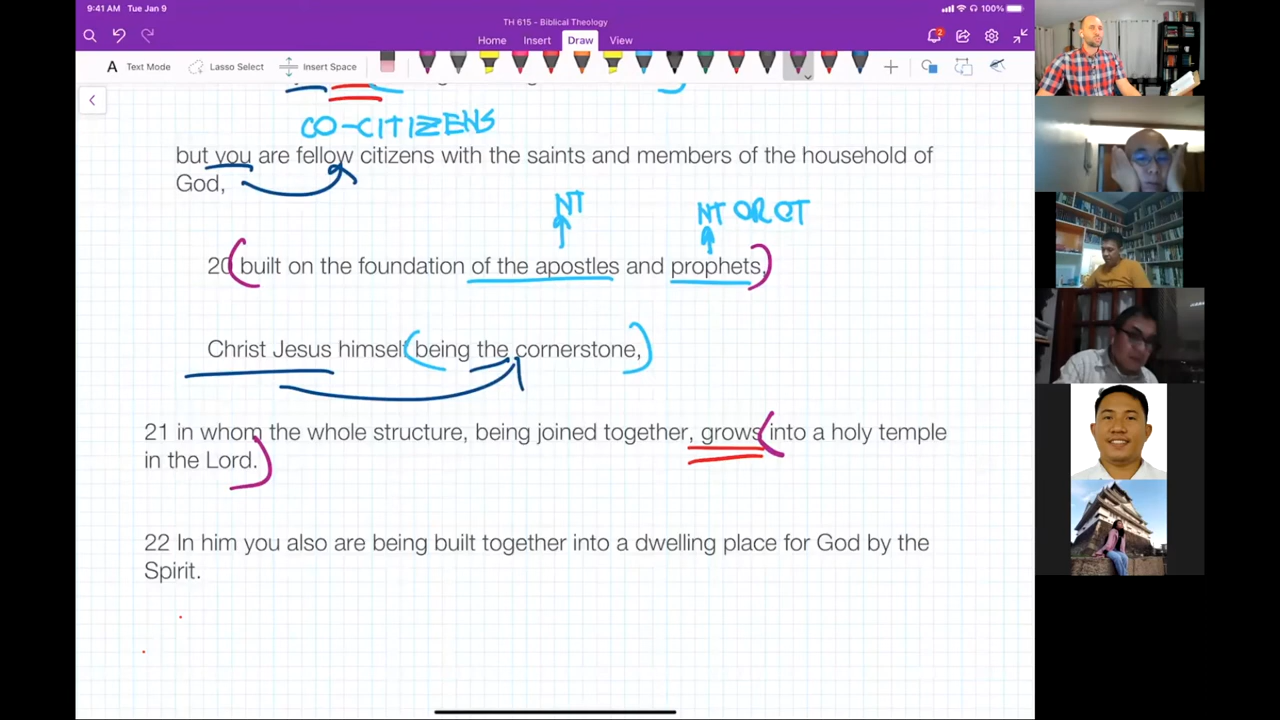 9:41 AM Tue Jan 9
100%
TH 615 - Biblical Theology
Home Insert Draw View
2
A Text Mode Lasso Select Insert Space
CO-CITIZENS
but you are fellow citizens with the saints and members of the household of
God,
NT
NT OR OT
20 built on the foundation of the apostles and prophets,
Christ Jesus himself being the cornerstone,
21 in whom the whole structure, being joined together, grows into a holy temple
in the Lord.
22 In him you also are being built together into a dwelling place for God by the
Spirit.